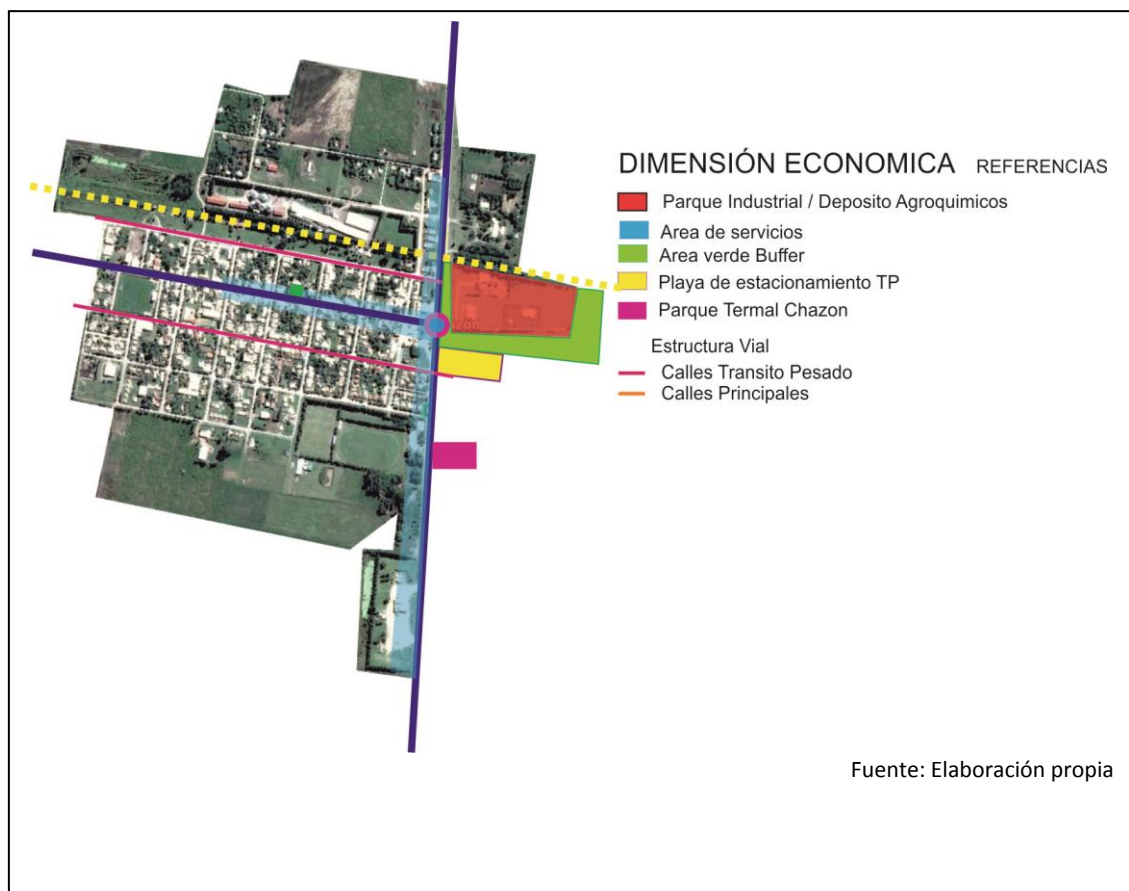 DIMENSIÓN ECONOMICA REFERENCIAS
Parque Industrial / Deposito Agroquimicos
Area de servicios
Area verde Buffer
Playa de estacionamiento TP
Parque Termal Chazon
Estructura Vial
Calles Transito Pesado
Calles Principales
Fuente: Elaboración propia